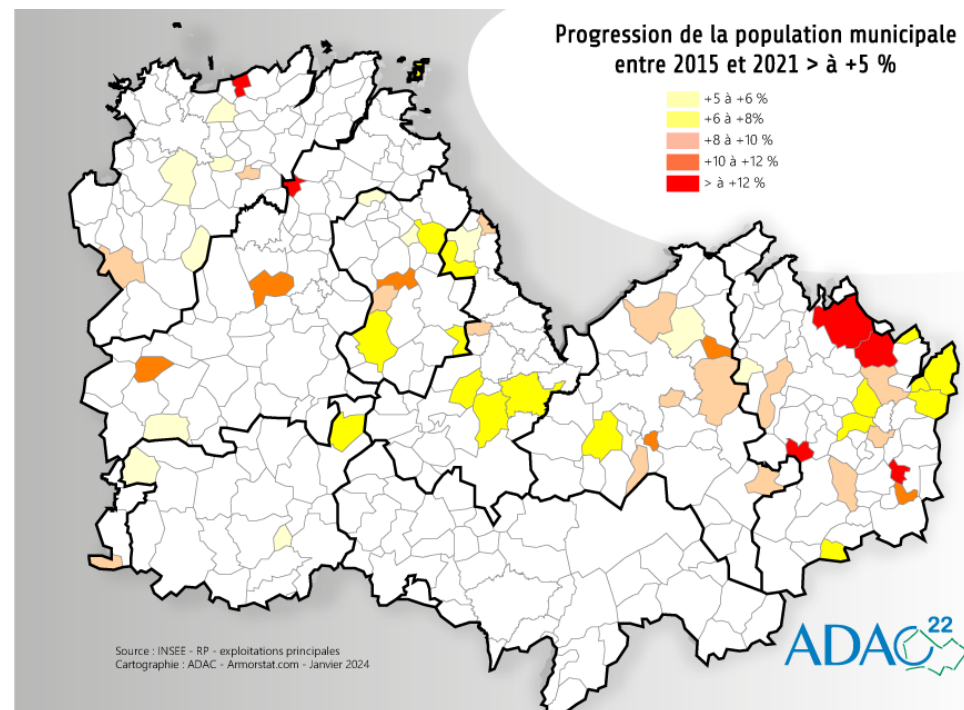 Progression de la population municipale
entre 2015 et 2021 > à +5 %
+5 à +6 %
+6 à +8%
+8 à +10 %
+10 à +12 %
> à +12 %
Source : INSEE - RP - exploitations principales
Cartographie : ADAC - Armorstat.com - Janvier 2024
ADAC 22